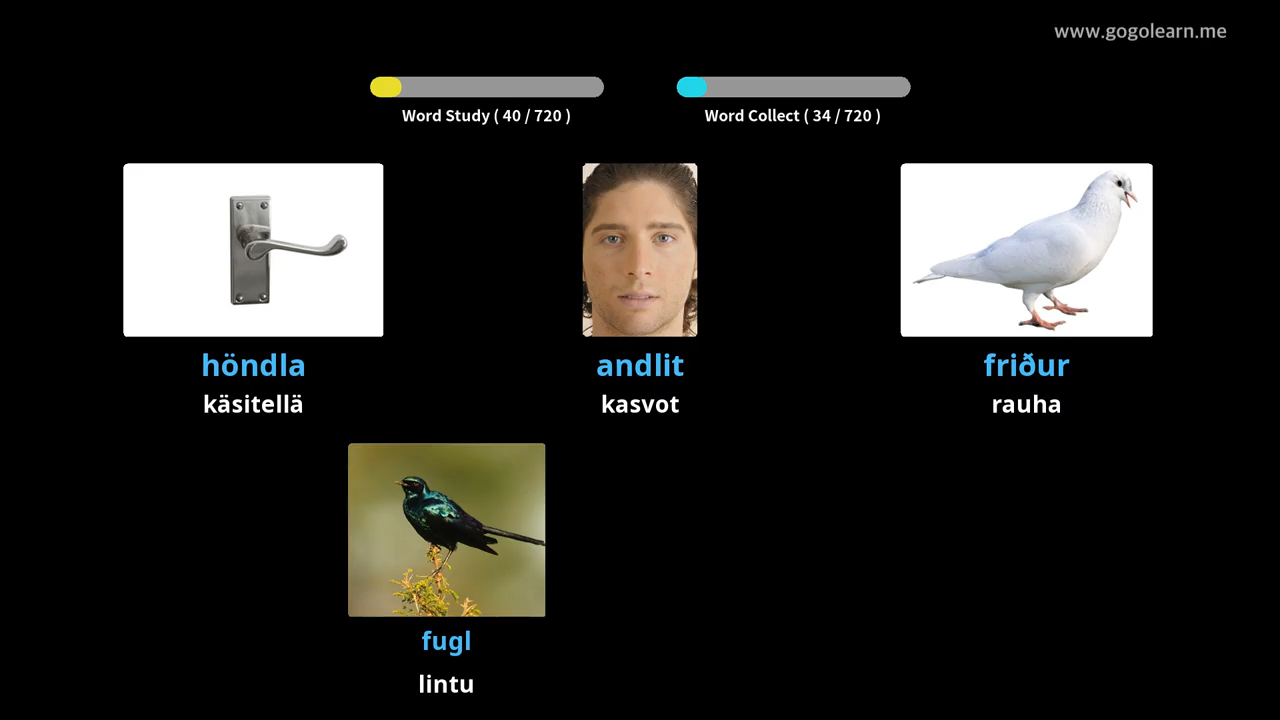 www.gogolearn.me
Word Study ( 40 / 720 )
Word Collect ( 34 / 720 )
höndla
käsitellä
andlit
kasvot
friður
rauha
fugl
lintu